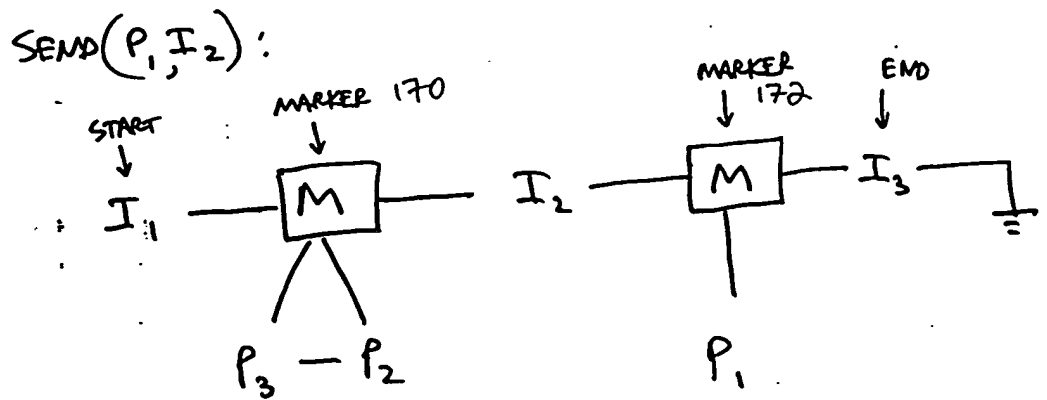 SEND(P₁, I₂):
START
MARKER 170
MARKER 172
END
I₁ M I₂ M I₃
P₃ — P₂ P₁